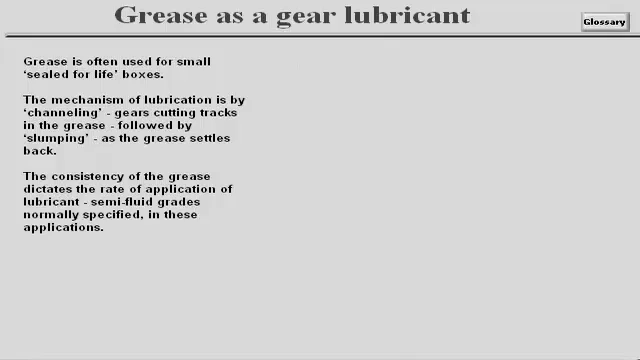 Grease as a gear lubricant
Glossary
Grease is often used for small
‘sealed for life’ boxes.
The mechanism of lubrication is by
‘channeling’ - gears cutting tracks
in the grease - followed by
‘slumping’ - as the grease settles
back.
The consistency of the grease
dictates the rate of application of
lubricant - semi-fluid grades
normally specified, in these
applications.